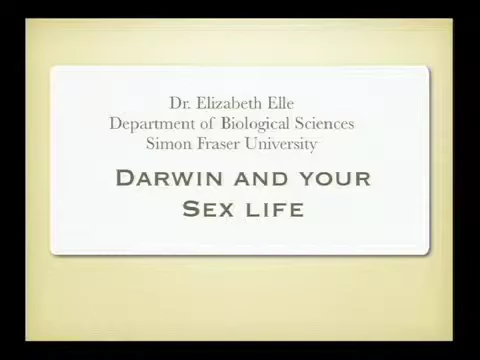 Dr. Elizabeth Elle
Department of Biological Sciences
Simon Fraser University
DARWIN AND YOUR
SEX LIFE